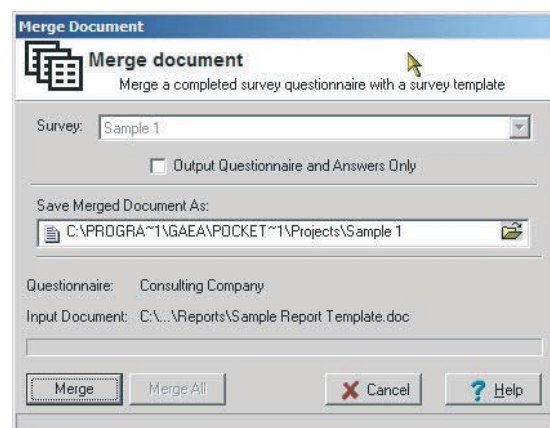 Merge Document
Merge document
Merge a completed survey questionnaire with a survey template
Survey: Sample 1
Output Questionnaire and Answers Only
Save Merged Document As:
C:\PROGRA~1\GAEA\POCKET~1\Projects\Sample 1
Questionnaire: Consulting Company
Input Document: C:\...\Reports\Sample Report Template.doc
Merge Merge All Cancel ? Help